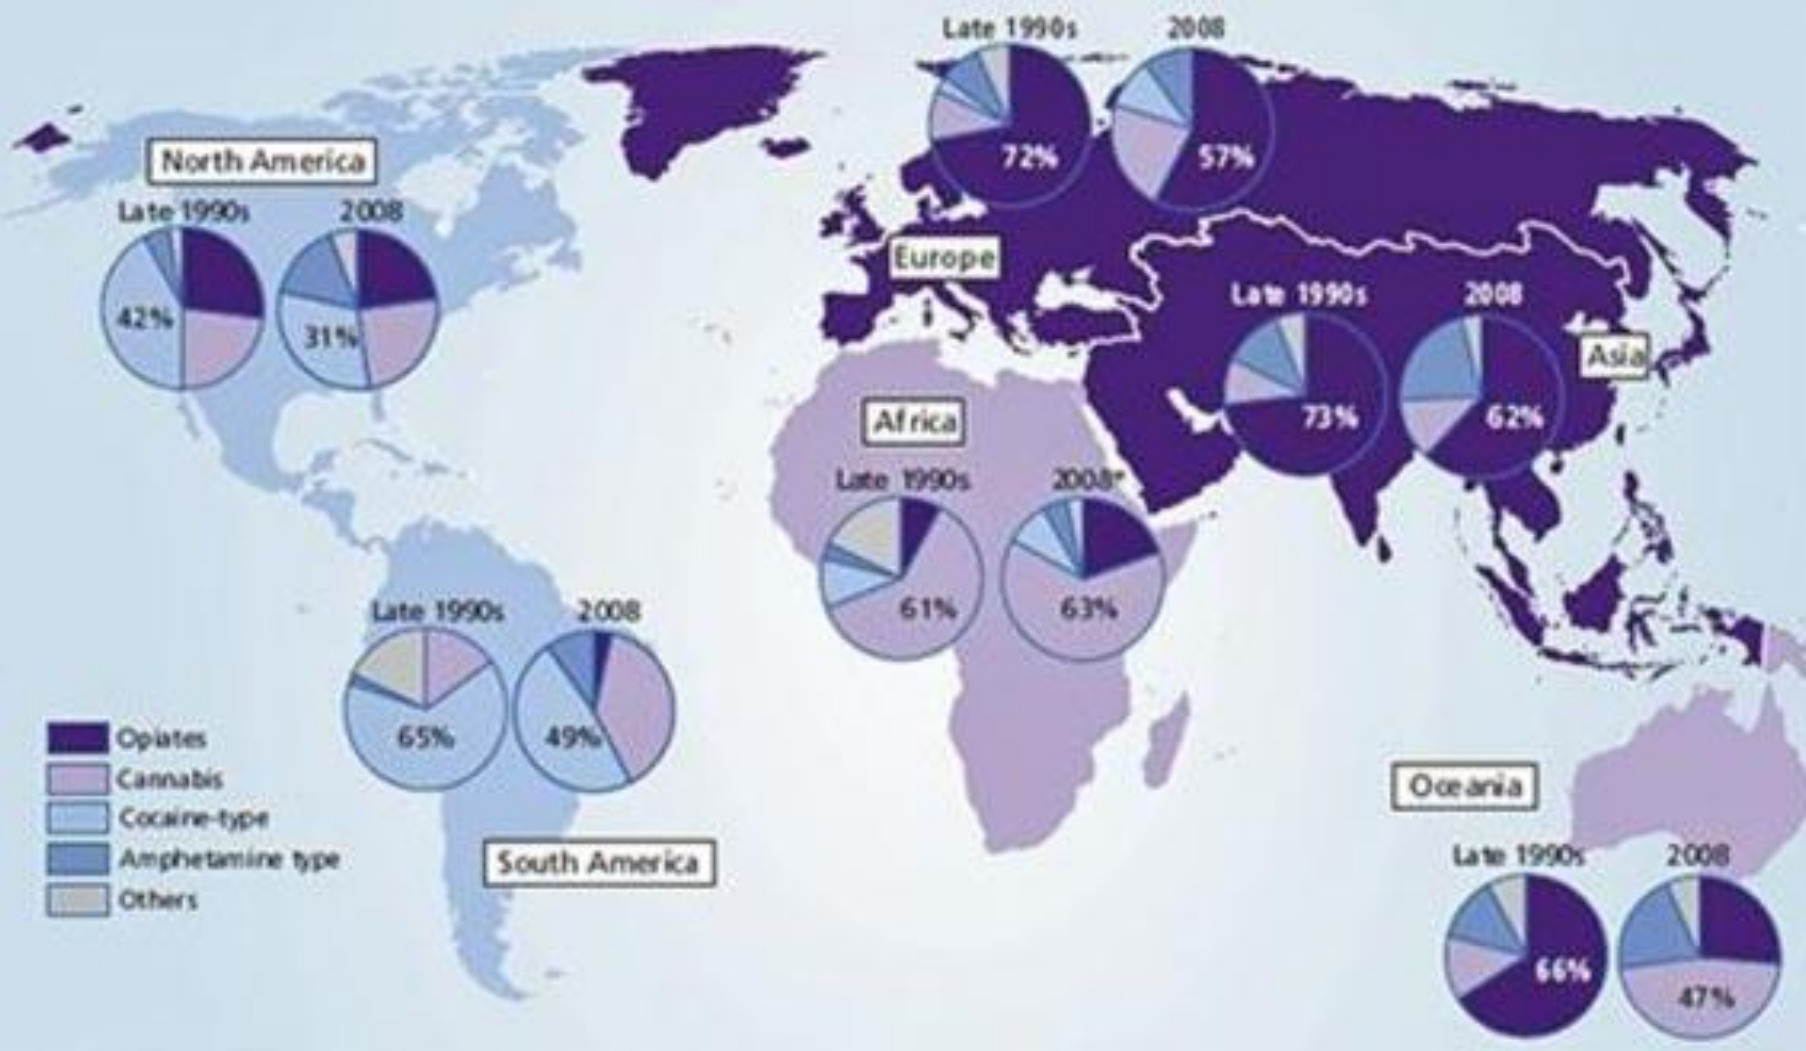 Late 1990s
2008
72%
57%
North America
Late 1990s
2008
42%
31%
Europe
Late 1990s
2008
Asia
73%
62%
Africa
Late 1990s
2008*
61%
63%
Late 1990s
2008
65%
49%
Opiates
Cannabis
Cocaine-type
Amphetamine type
Others
South America
Oceania
Late 1990s
2008
66%
47%